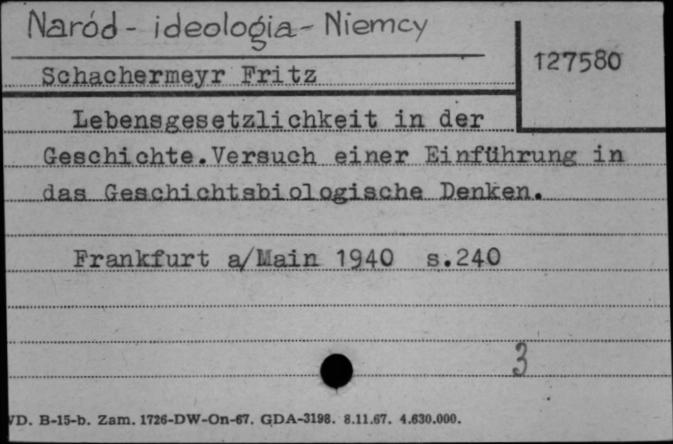 Naród - ideologia - Niemcy
127580
Schachermeyr Fritz
Lebensgesetzlichkeit in der
Geschichte.Versuch einer Einführung in
das Geschichtsbiologische Denken.
Frankfurt a/Main 1940 s.240
3
D. B-15-b. Zam. 1726-DW-On-67. GDA-3198. 8.11.67. 4.630.000.